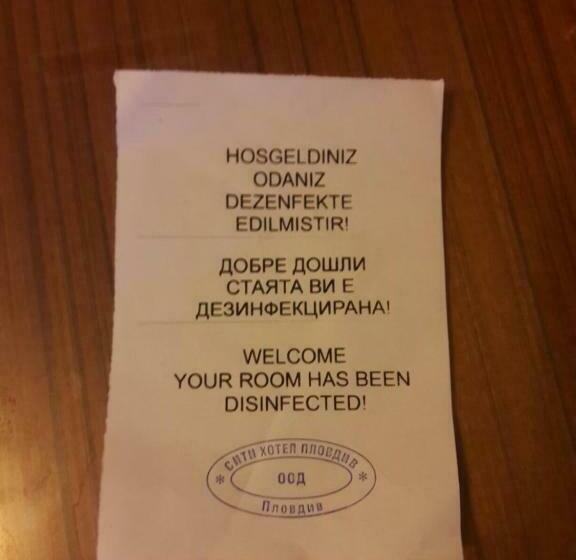 HOSGELDINIZ
ODANIZ
DEZENFEKTE
EDILMISTIR!
ДОБРЕ ДОШЛИ
СТАЯТА ВИ Е
ДЕЗИНФЕКЦИРАНА!
WELCOME
YOUR ROOM HAS BEEN
DISINFECTED!
* СИТИ ХОТЕЛ ПЛОВДИВ *
ООД
Пловдив